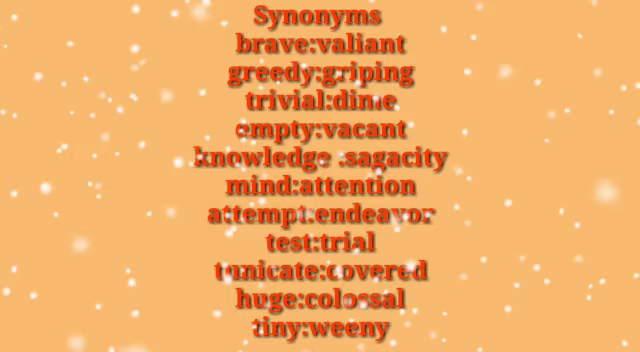 Synonyms
brave:valiant
greedy:griping
trivial:dime
empty:vacant
knowledge .sagacity
mind:attention
attempt:endeavor
test:trial
tunicate:covered
huge:colossal
tiny:weeny